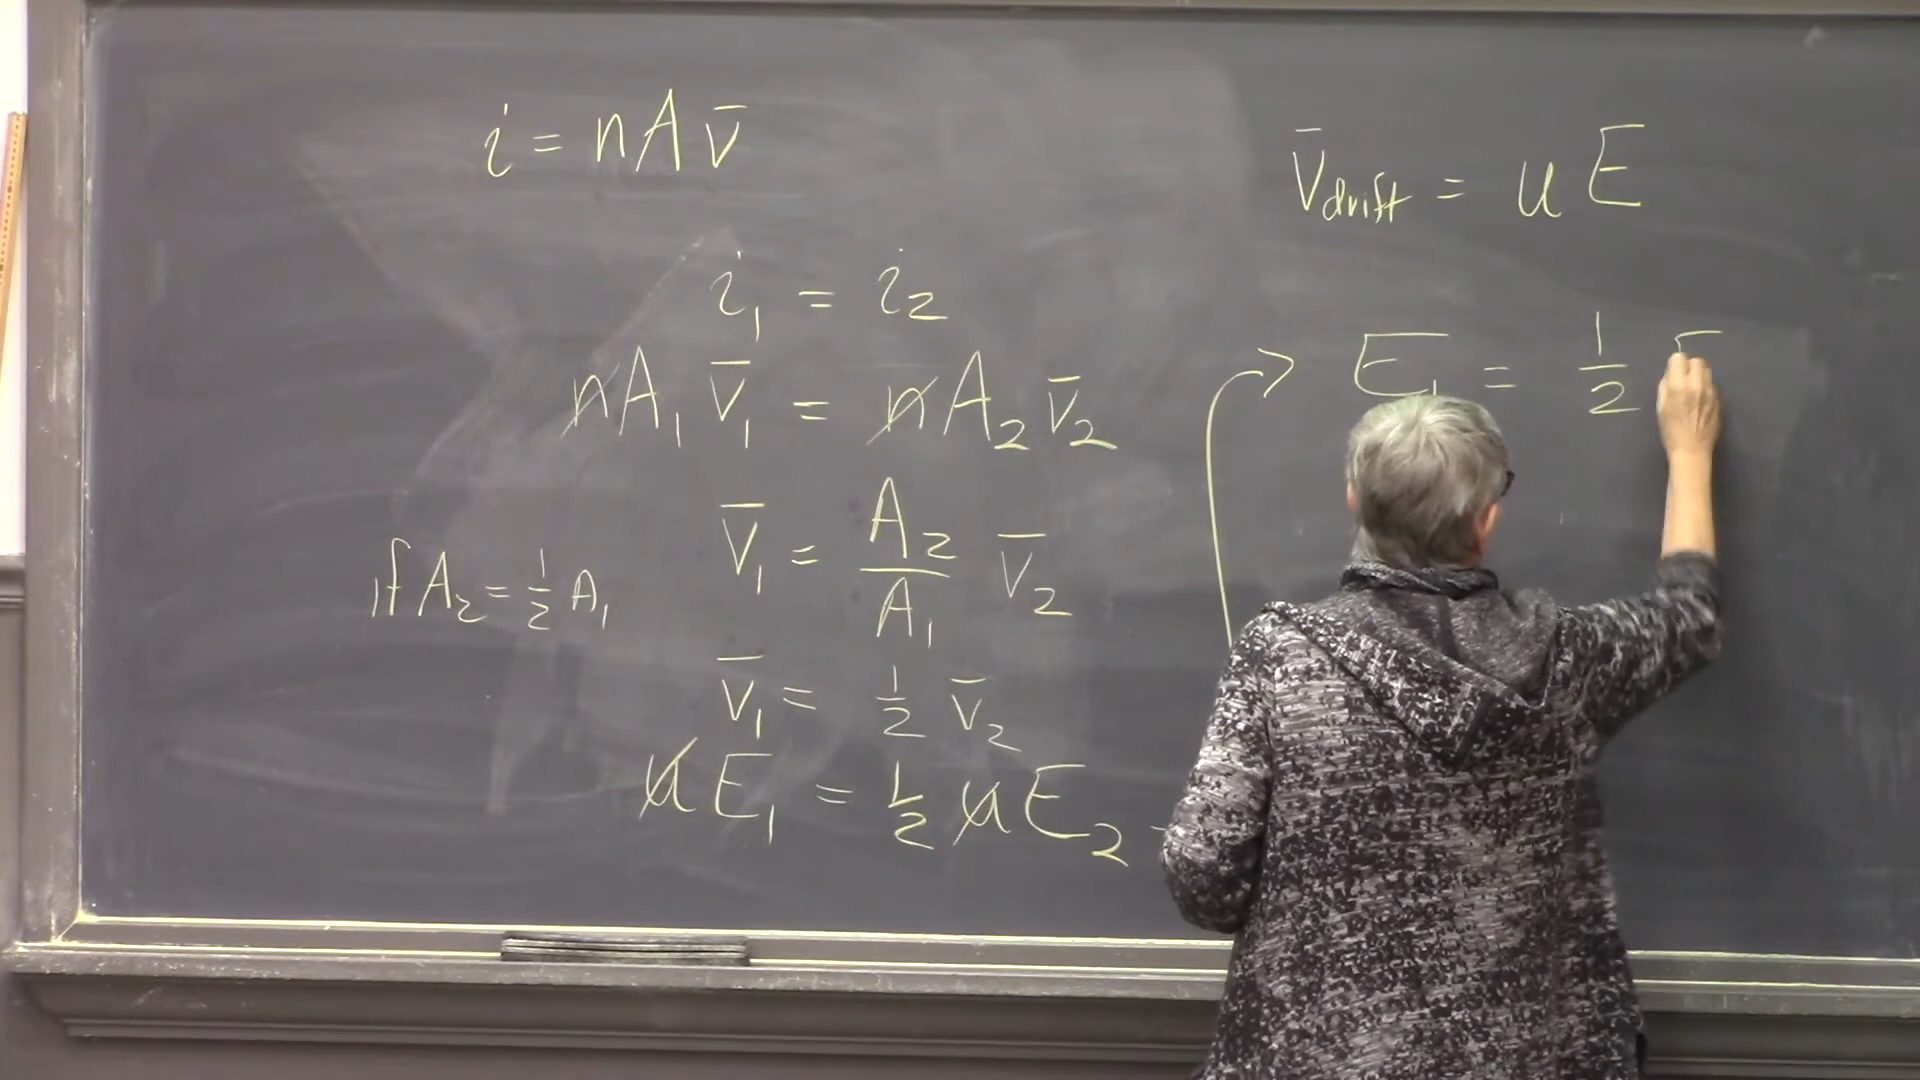 i = nAv̄
i₁ = i₂
nA₁v̄₁ = nA₂v̄₂
v̄₁ = A₂/A₁ v̄₂
if A₂ = 1/2 A₁
v̄₁ = 1/2 v̄₂
uE₁ = 1/2 uE₂
v̄drift = uE
→ E₁ = 1/2